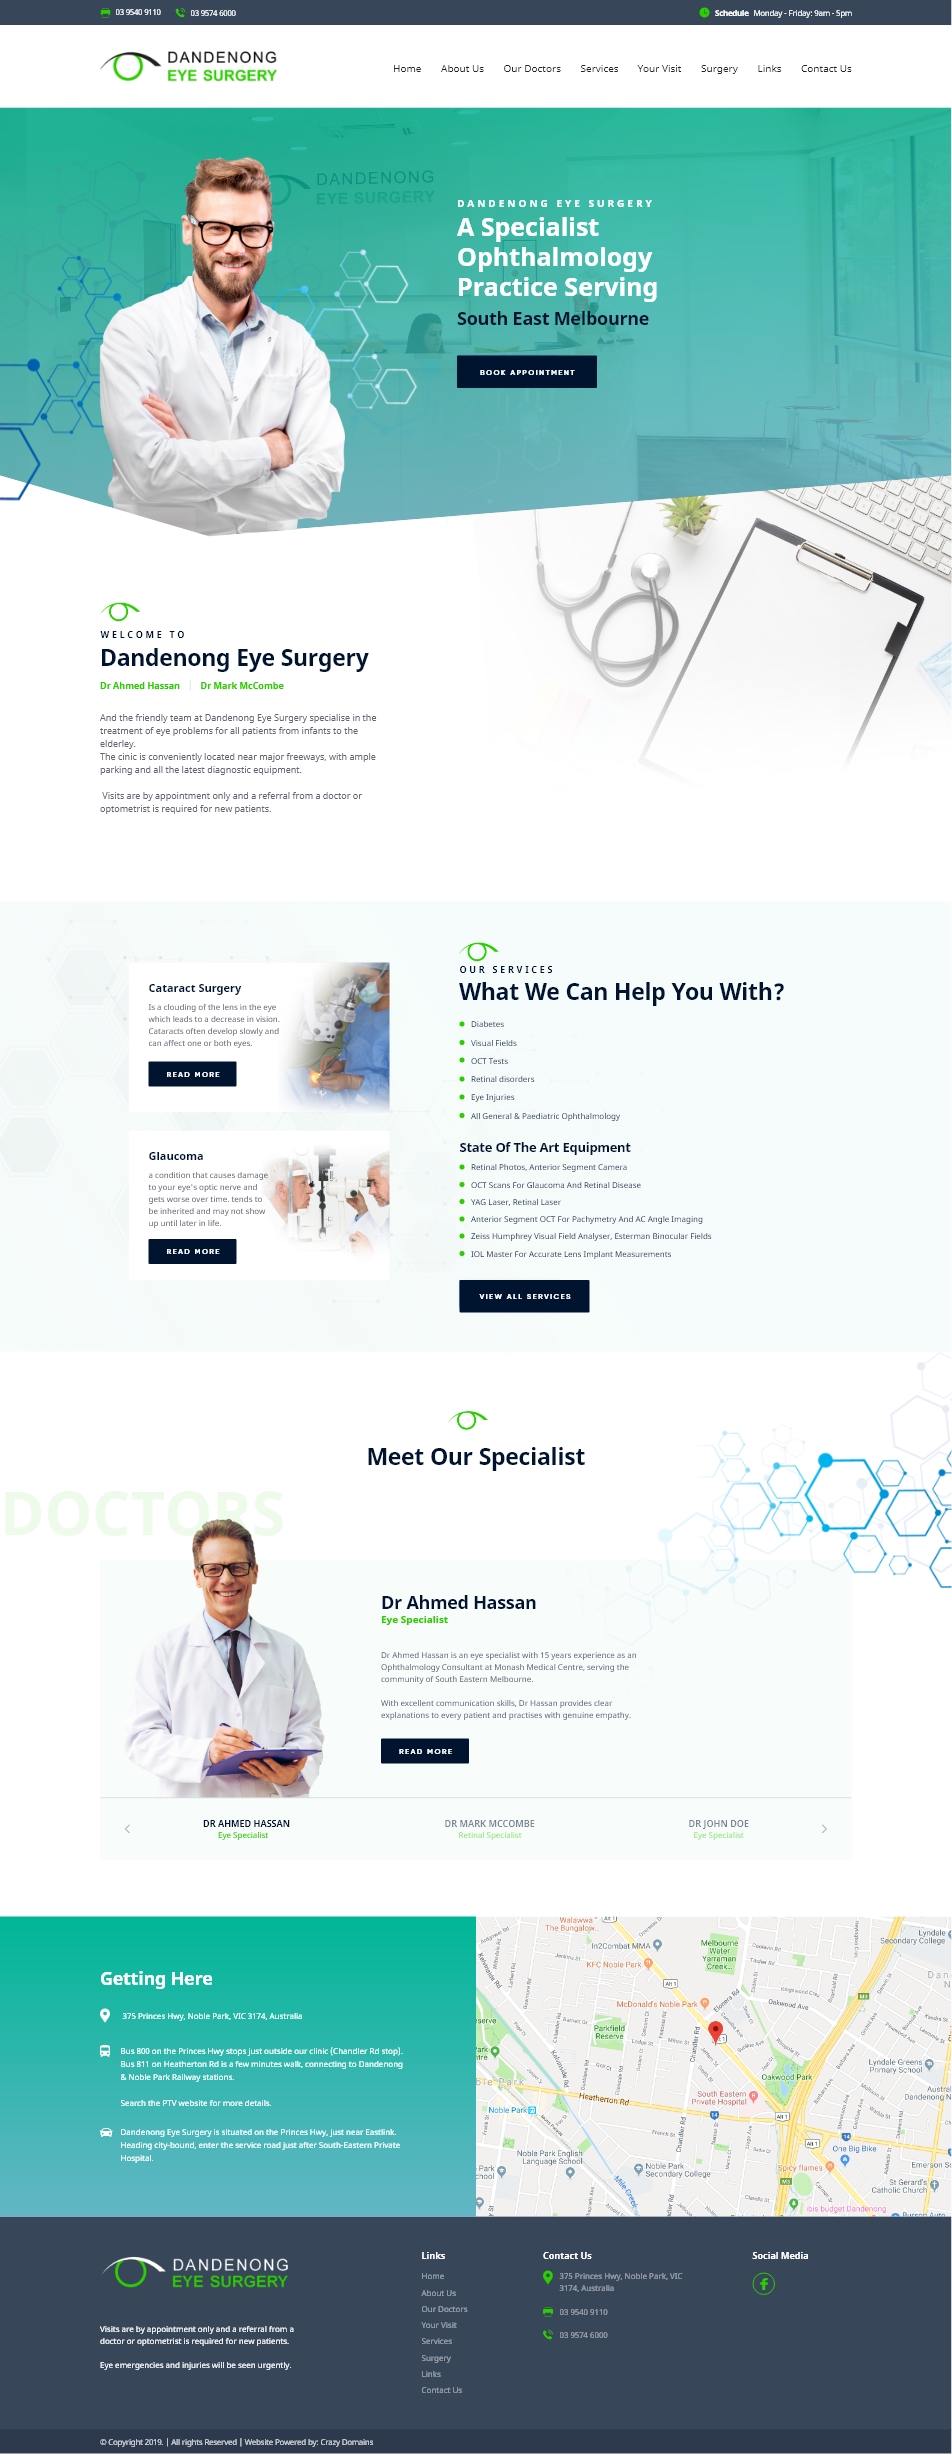 03 9540 9110
03 9574 6000
Schedule Monday - Friday: 9am - 5pm
DANDENONG
EYE SURGERY
Home
About Us
Our Doctors
Services
Your Visit
Surgery
Links
Contact Us
DANDENONG
EYE SURGERY
DANDENONG EYE SURGERY
A Specialist
Ophthalmology
Practice Serving
South East Melbourne
BOOK APPOINTMENT
WELCOME TO
Dandenong Eye Surgery
Dr Ahmed Hassan | Dr Mark McCombe
And the friendly team at Dandenong Eye Surgery specialise in the
treatment of eye problems for all patients from infants to the
elderley.
The cinic is conveniently located near major freeways, with ample
parking and all the latest diagnostic equipment.
Visits are by appointment only and a referral from a doctor or
optometrist is required for new patients.
Cataract Surgery
Is a clouding of the lens in the eye
which leads to a decrease in vision.
Cataracts often develop slowly and
can affect one or both eyes.
READ MORE
Glaucoma
a condition that causes damage
to your eye's optic nerve and
gets worse over time. tends to
be inherited and may not show
up until later in life.
READ MORE
OUR SERVICES
What We Can Help You With?
Diabetes
Visual Fields
OCT Tests
Retinal disorders
Eye Injuries
All General & Paediatric Ophthalmology
State Of The Art Equipment
Retinal Photos, Anterior Segment Camera
OCT Scans For Glaucoma And Retinal Disease
YAG Laser, Retinal Laser
Anterior Segment OCT For Pachymetry And AC Angle Imaging
Zeiss Humphrey Visual Field Analyser, Esterman Binocular Fields
IOL Master For Accurate Lens Implant Measurements
VIEW ALL SERVICES
Meet Our Specialist
DOCTORS
Dr Ahmed Hassan
Eye Specialist
Dr Ahmed Hassan is an eye specialist with 15 years experience as an
Ophthalmology Consultant at Monash Medical Centre, serving the
community of South Eastern Melbourne.
With excellent communication skills, Dr Hassan provides clear
explanations to every patient and practises with genuine empathy.
READ MORE
DR AHMED HASSAN
Eye Specialist
DR MARK MCCOMBE
Retinal Specialist
DR JOHN DOE
Eye Specialist
Getting Here
375 Princes Hwy, Noble Park, VIC 3174, Australia
Bus 800 on the Princes Hwy stops just outside our clinic (Chandler Rd stop).
Bus 811 on Heatherton Rd is a few minutes walk, connecting to Dandenong
& Noble Park Railway stations.
Search the PTV website for more details.
Dandenong Eye Surgery is situated on the Princes Hwy, just near Eastlink.
Heading city-bound, enter the service road just after South-Eastern Private
Hospital.
Walawwa
The Bungalow...
Alt 1
In2Combat MMA
KFC Noble Park
Melbourne
Water
Yarraman
Creek...
Lyndale
Secondary College
Alt 1
McDonald's Noble Park
Elonera Rd
Oakwood Ave
M3
Parkfield
Reserve
Chandler Rd
Lyndale Greens
Primary School
Oakwood Park
Heatherton Rd
South Eastern
Private Hospital
Noble Park
14
Alt 1
Chandler Rd
Alt 1
14
One Big Bike
Noble Park English
Language School
Noble Park
Secondary College
Spicy flames
M3
Mile Creek
St Gerard's
Catholic Church
ibis budget Dandenong
DANDENONG
EYE SURGERY
Visits are by appointment only and a referral from a
doctor or optometrist is required for new patients.
Eye emergencies and injuries will be seen urgently.
Links
Home
About Us
Our Doctors
Your Visit
Services
Surgery
Links
Contact Us
Contact Us
375 Princes Hwy, Noble Park, VIC
3174, Australia
03 9540 9110
03 9574 6000
Social Media
© Copyright 2019. | All rights Reserved | Website Powered by: Crazy Domains